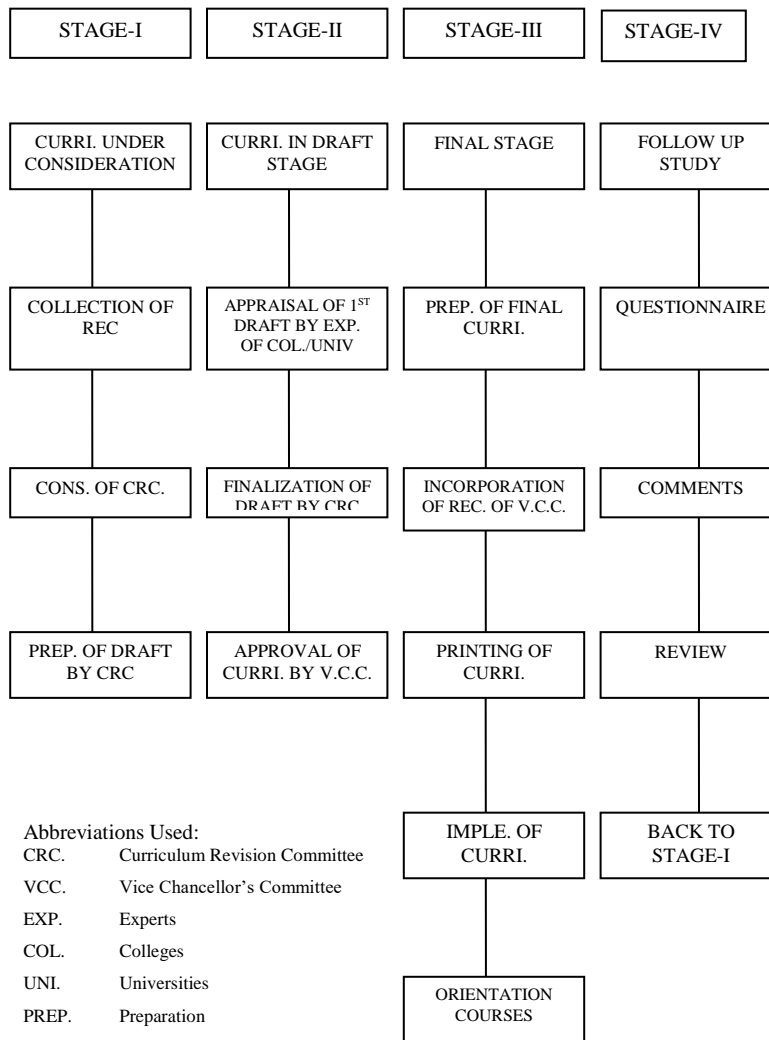 STAGE-I
STAGE-II
STAGE-III
STAGE-IV
CURRI. UNDER
CONSIDERATION
CURRI. IN DRAFT
STAGE
FINAL STAGE
FOLLOW UP
STUDY
COLLECTION OF
REC
APPRAISAL OF 1ST
DRAFT BY EXP.
OF COL./UNIV
PREP. OF FINAL
CURRI.
QUESTIONNAIRE
CONS. OF CRC.
FINALIZATION OF
DRAFT BY CRC
INCORPORATION
OF REC. OF V.C.C.
COMMENTS
PREP. OF DRAFT
BY CRC
APPROVAL OF
CURRI. BY V.C.C.
PRINTING OF
CURRI.
REVIEW
IMPLE. OF
CURRI.
BACK TO
STAGE-I
ORIENTATION
COURSES
Abbreviations Used:
CRC. Curriculum Revision Committee
VCC. Vice Chancellor’s Committee
EXP. Experts
COL. Colleges
UNI. Universities
PREP. Preparation